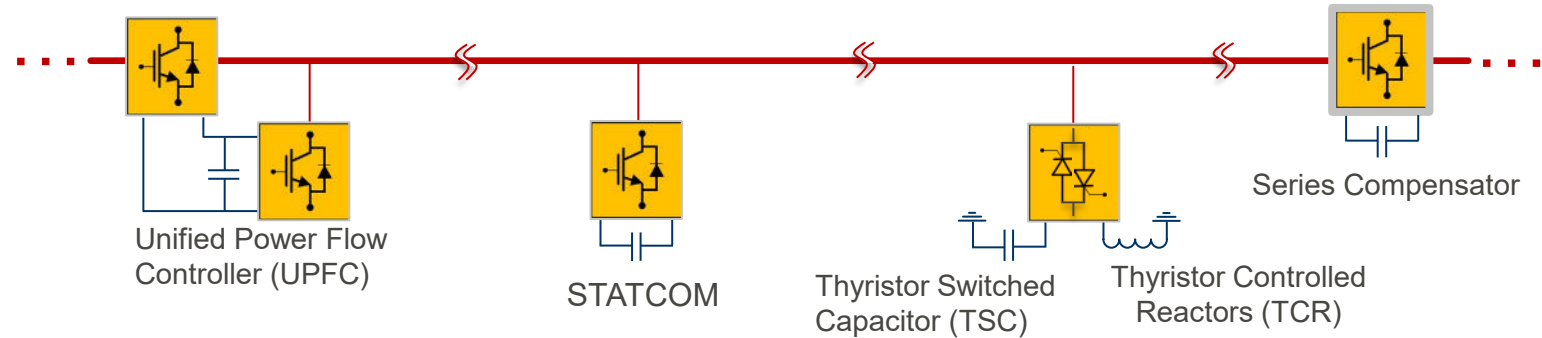 Unified Power Flow
Controller (UPFC)
STATCOM
Thyristor Switched
Capacitor (TSC)
Thyristor Controlled
Reactors (TCR)
Series Compensator